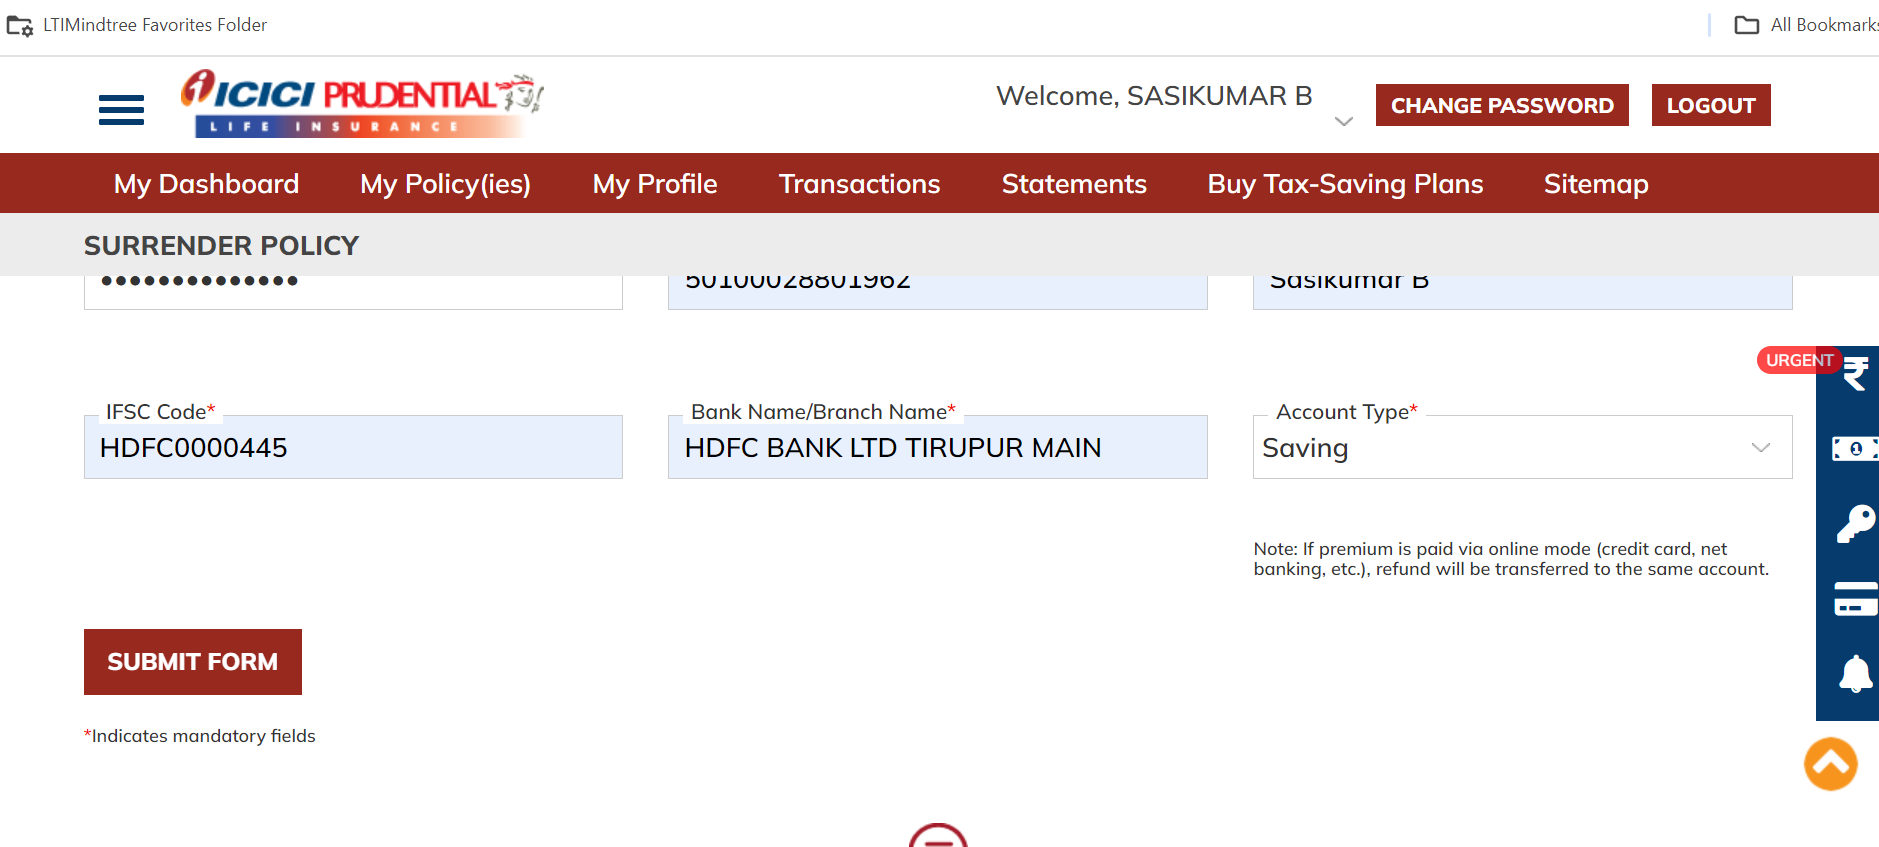 LTIMindtree Favorites Folder
All Bookmarks
ICICI PRUDENTIAL
LIFE INSURANCE
Welcome, SASIKUMAR B
CHANGE PASSWORD
LOGOUT
My Dashboard My Policy(ies) My Profile Transactions Statements Buy Tax-Saving Plans Sitemap
SURRENDER POLICY
•••••••••••••• 50100028801962 Sasikumar B
URGENT
IFSC Code* Bank Name/Branch Name* Account Type*
HDFC0000445 HDFC BANK LTD TIRUPUR MAIN Saving
Note: If premium is paid via online mode (credit card, net
banking, etc.), refund will be transferred to the same account.
SUBMIT FORM
*Indicates mandatory fields